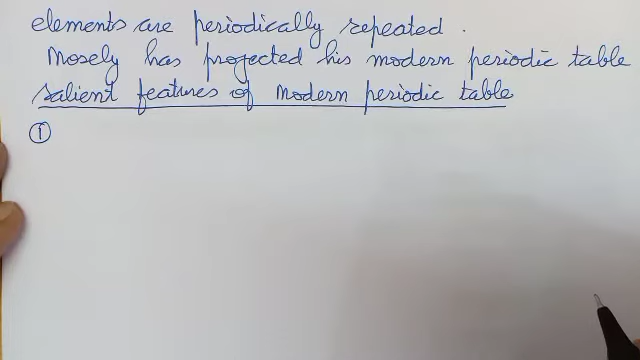 elements are periodically repeated.
Mosely has projected his modern periodic table
salient features of modern periodic table
①